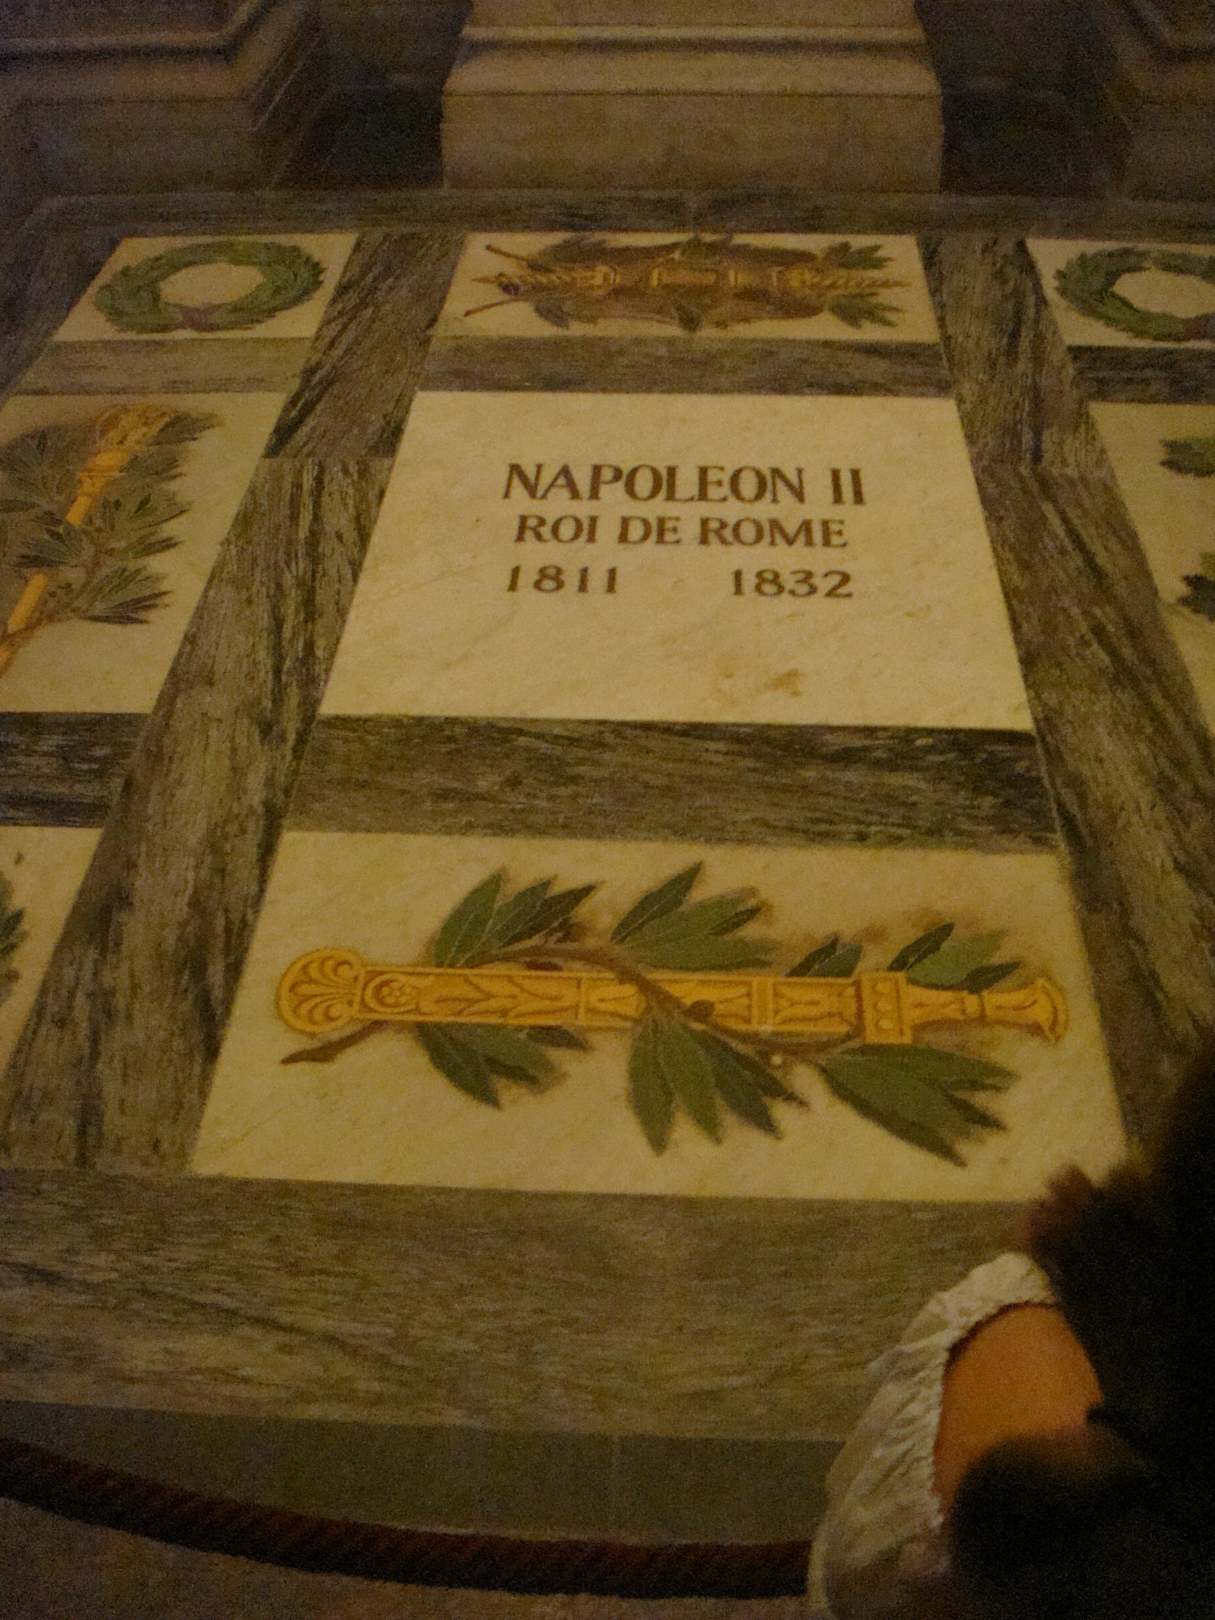 NAPOLEON II
ROI DE ROME
1811 1832